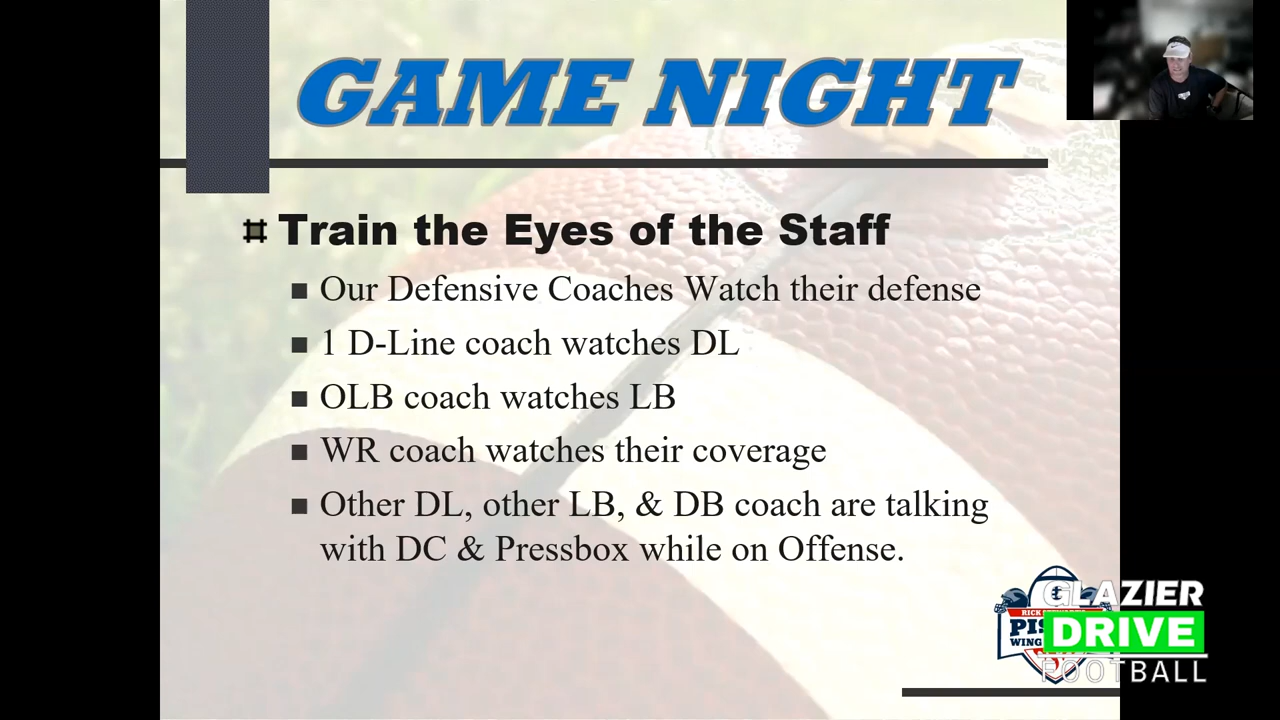 GAME NIGHT
Train the Eyes of the Staff
Our Defensive Coaches Watch their defense
1 D-Line coach watches DL
OLB coach watches LB
WR coach watches their coverage
Other DL, other LB, & DB coach are talking
with DC & Pressbox while on Offense.
GLAZIER
DRIVE
FOOTBALL
RICK
WING